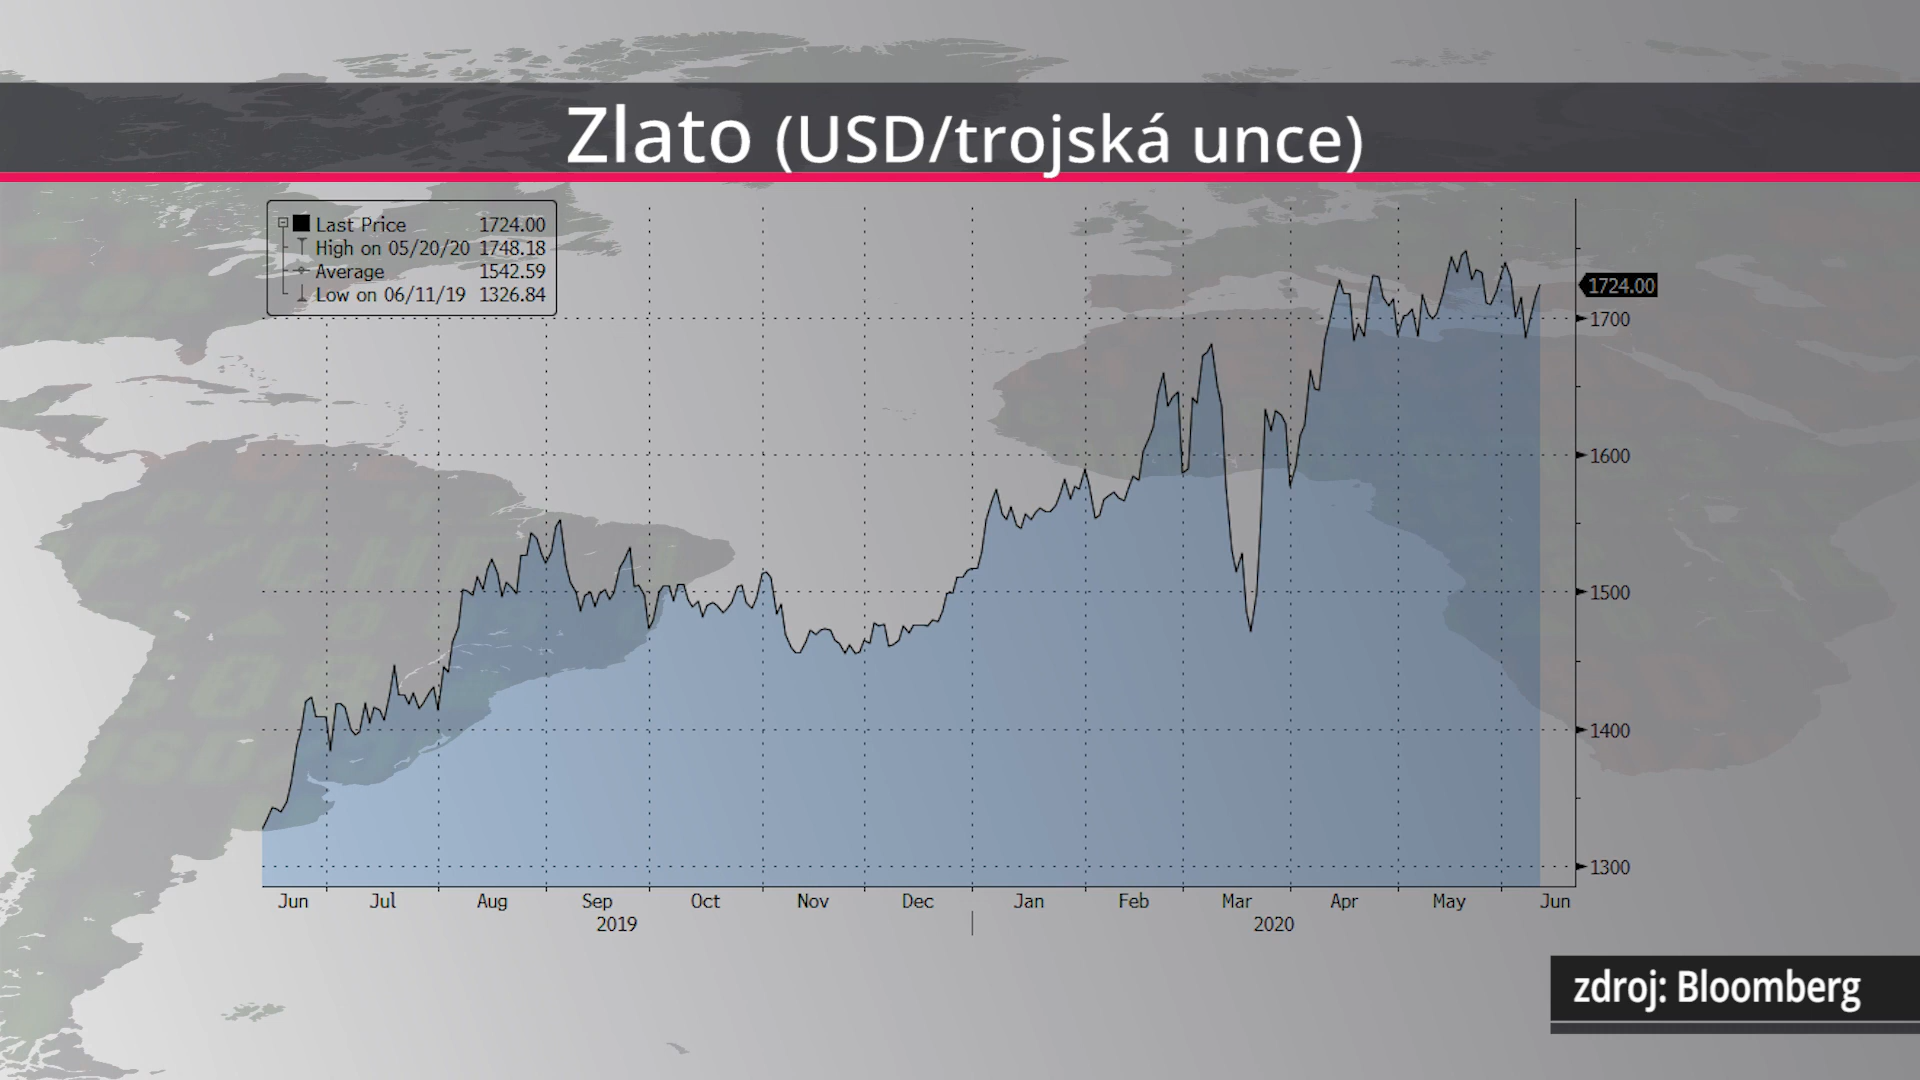 Zlato (USD/trojská unce)
Last Price 1724.00
High on 05/20/20 1748.18
Average 1542.59
Low on 06/11/19 1326.84
1724.00
1700
1600
1500
1400
1300
Jun Jul Aug Sep Oct Nov Dec Jan Feb Mar Apr May Jun
2019 2020
zdroj: Bloomberg